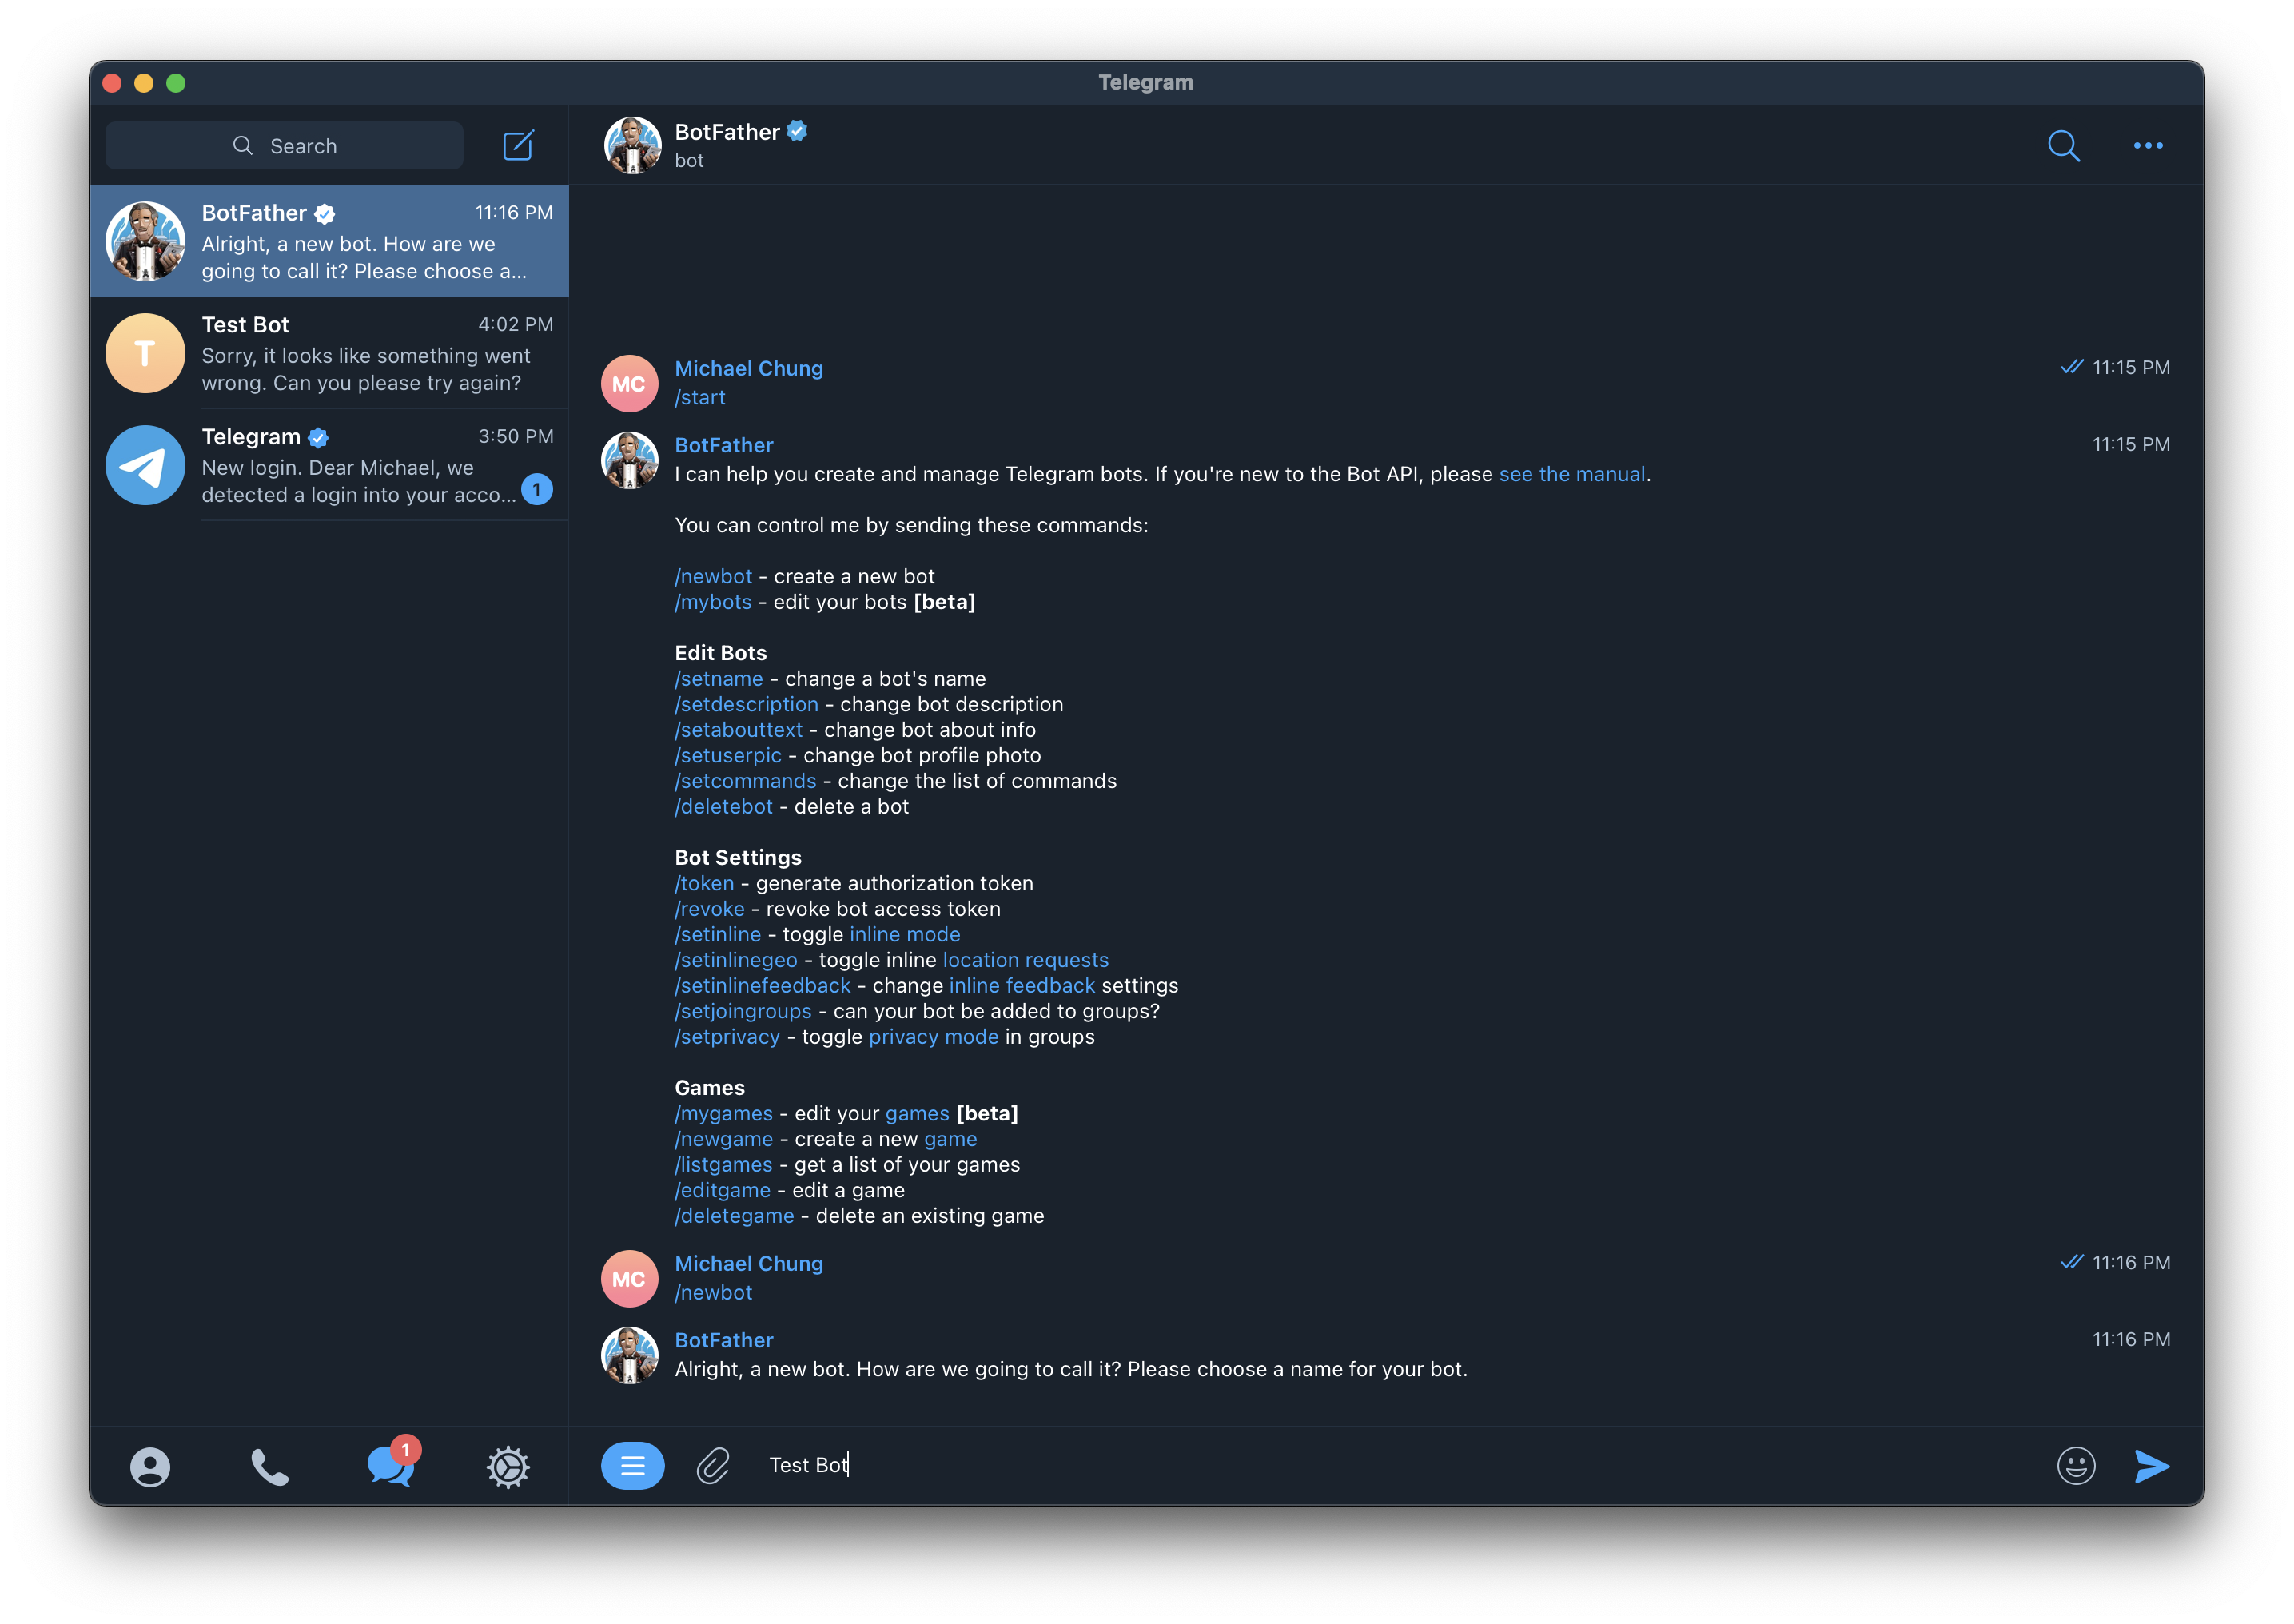 Telegram
Search
BotFather
11:16 PM
Alright, a new bot. How are we
going to call it? Please choose a...
T
Test Bot
4:02 PM
Sorry, it looks like something went
wrong. Can you please try again?
Telegram
3:50 PM
New login. Dear Michael, we
detected a login into your acco...
1
1
BotFather
bot
MC
Michael Chung
11:15 PM
/start
BotFather
11:15 PM
I can help you create and manage Telegram bots. If you're new to the Bot API, please see the manual.
You can control me by sending these commands:
/newbot - create a new bot
/mybots - edit your bots [beta]
Edit Bots
/setname - change a bot's name
/setdescription - change bot description
/setabouttext - change bot about info
/setuserpic - change bot profile photo
/setcommands - change the list of commands
/deletebot - delete a bot
Bot Settings
/token - generate authorization token
/revoke - revoke bot access token
/setinline - toggle inline mode
/setinlinegeo - toggle inline location requests
/setinlinefeedback - change inline feedback settings
/setjoingroups - can your bot be added to groups?
/setprivacy - toggle privacy mode in groups
Games
/mygames - edit your games [beta]
/newgame - create a new game
/listgames - get a list of your games
/editgame - edit a game
/deletegame - delete an existing game
MC
Michael Chung
11:16 PM
/newbot
BotFather
11:16 PM
Alright, a new bot. How are we going to call it? Please choose a name for your bot.
Test Bot